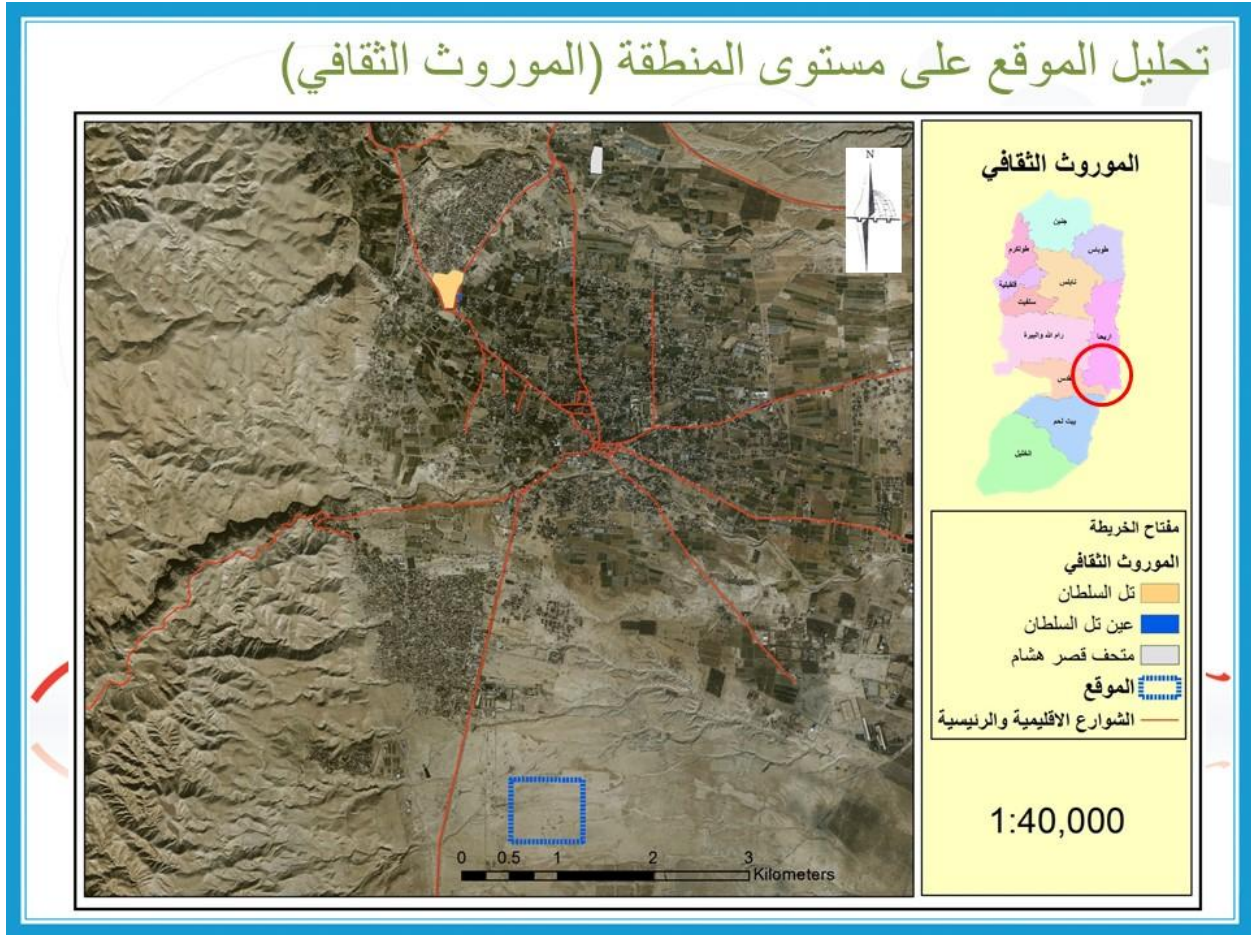 تحليل الموقع على مستوى المنطقة (الموروث الثقافي)
N
الموروث الثقافي
جنين
طولكرم
طوباس
قلقيلية
نابلس
سلفيت
رام الله والبيرة
اريحا
بيت لحم
الخليل
مفتاح الخريطة
الموروث الثقافي
تل السلطان
عين تل السلطان
متحف قصر هشام
الموقع
الشوارع الاقليمية والرئيسية
1:40,000
0 0.5 1 2 3
Kilometers